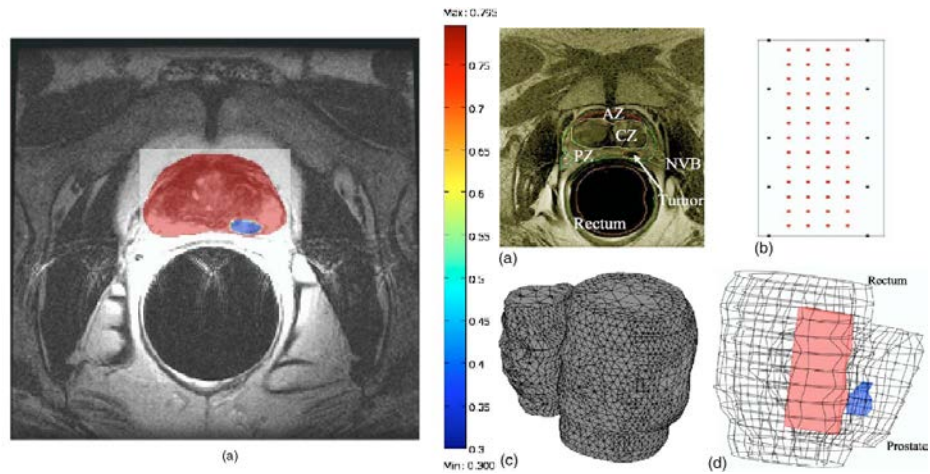 (a)
Max: 0.795
0.75
0.7
0.65
0.6
0.55
0.5
0.45
0.4
0.35
0.3
Min: 0.300
AZ
CZ
PZ
NVB
Tumor
Rectum
(a)
(b)
(c)
Rectum
Prostate
(d)